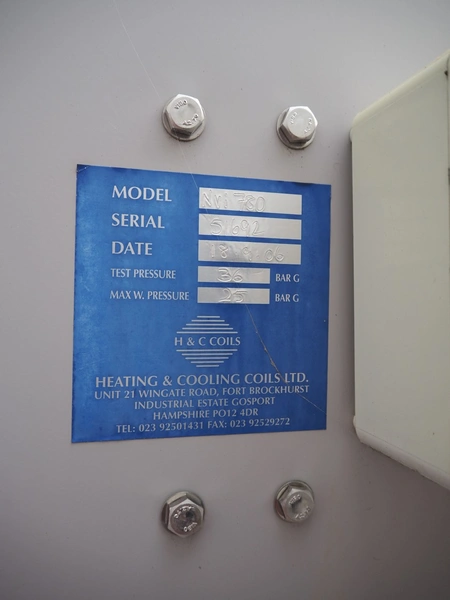 MODEL
SERIAL
DATE
TEST PRESSURE BAR G
MAX W. PRESSURE 25 BAR G
H & C COILS
HEATING & COOLING COILS LTD.
UNIT 21 WINGATE ROAD, FORT BROCKHURST
INDUSTRIAL ESTATE GOSPORT
HAMPSHIRE PO12 4DR
TEL: 023 92501431 FAX: 023 92529272